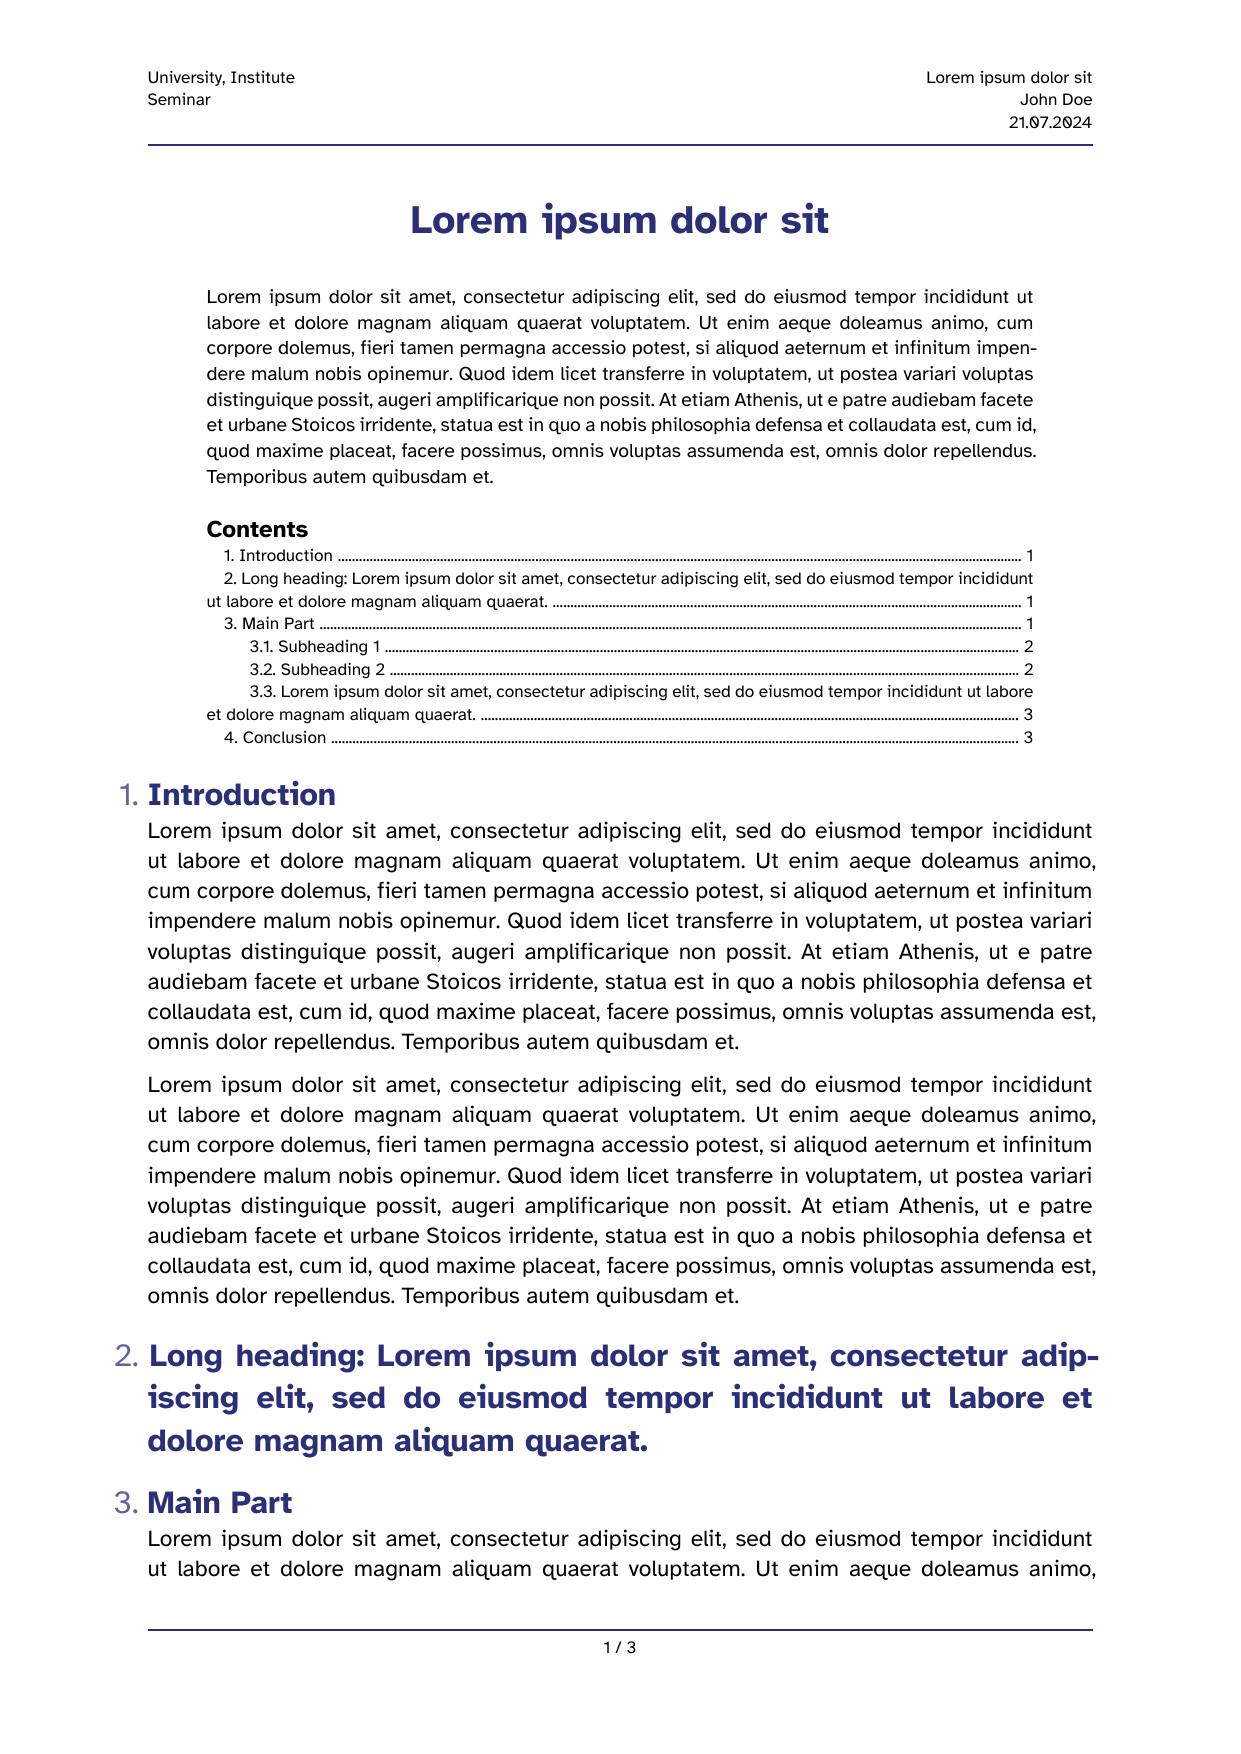 University, Institute
Seminar
Lorem ipsum dolor sit
John Doe
21.07.2024
Lorem ipsum dolor sit
Lorem ipsum dolor sit amet, consectetur adipiscing elit, sed do eiusmod tempor incididunt ut
labore et dolore magnam aliquam quaerat voluptatem. Ut enim aeque doleamus animo, cum
corpore dolemus, fieri tamen permagna accessio potest, si aliquod aeternum et infinitum impen-
dere malum nobis opinemur. Quod idem licet transferre in voluptatem, ut postea variari voluptas
distinguique possit, augeri amplificarique non possit. At etiam Athenis, ut e patre audiebam facete
et urbane Stoicos irridente, statua est in quo a nobis philosophia defensa et collaudata est, cum id,
quod maxime placeat, facere possimus, omnis voluptas assumenda est, omnis dolor repellendus.
Temporibus autem quibusdam et.
Contents
1. Introduction ........ 1
2. Long heading: Lorem ipsum dolor sit amet, consectetur adipiscing elit, sed do eiusmod tempor incididunt
ut labore et dolore magnam aliquam quaerat. ........ 1
3. Main Part ........ 1
3.1. Subheading 1 ........ 2
3.2. Subheading 2 ........ 2
3.3. Lorem ipsum dolor sit amet, consectetur adipiscing elit, sed do eiusmod tempor incididunt ut labore
et dolore magnam aliquam quaerat. ........ 3
4. Conclusion ........ 3
1. Introduction
Lorem ipsum dolor sit amet, consectetur adipiscing elit, sed do eiusmod tempor incididunt
ut labore et dolore magnam aliquam quaerat voluptatem. Ut enim aeque doleamus animo,
cum corpore dolemus, fieri tamen permagna accessio potest, si aliquod aeternum et infinitum
impendere malum nobis opinemur. Quod idem licet transferre in voluptatem, ut postea variari
voluptas distinguique possit, augeri amplificarique non possit. At etiam Athenis, ut e patre
audiebam facete et urbane Stoicos irridente, statua est in quo a nobis philosophia defensa et
collaudata est, cum id, quod maxime placeat, facere possimus, omnis voluptas assumenda est,
omnis dolor repellendus. Temporibus autem quibusdam et.
Lorem ipsum dolor sit amet, consectetur adipiscing elit, sed do eiusmod tempor incididunt
ut labore et dolore magnam aliquam quaerat voluptatem. Ut enim aeque doleamus animo,
cum corpore dolemus, fieri tamen permagna accessio potest, si aliquod aeternum et infinitum
impendere malum nobis opinemur. Quod idem licet transferre in voluptatem, ut postea variari
voluptas distinguique possit, augeri amplificarique non possit. At etiam Athenis, ut e patre
audiebam facete et urbane Stoicos irridente, statua est in quo a nobis philosophia defensa et
collaudata est, cum id, quod maxime placeat, facere possimus, omnis voluptas assumenda est,
omnis dolor repellendus. Temporibus autem quibusdam et.
2. Long heading: Lorem ipsum dolor sit amet, consectetur adip-
iscing elit, sed do eiusmod tempor incididunt ut labore et
dolore magnam aliquam quaerat.
3. Main Part
Lorem ipsum dolor sit amet, consectetur adipiscing elit, sed do eiusmod tempor incididunt
ut labore et dolore magnam aliquam quaerat voluptatem. Ut enim aeque doleamus animo,
1 / 3